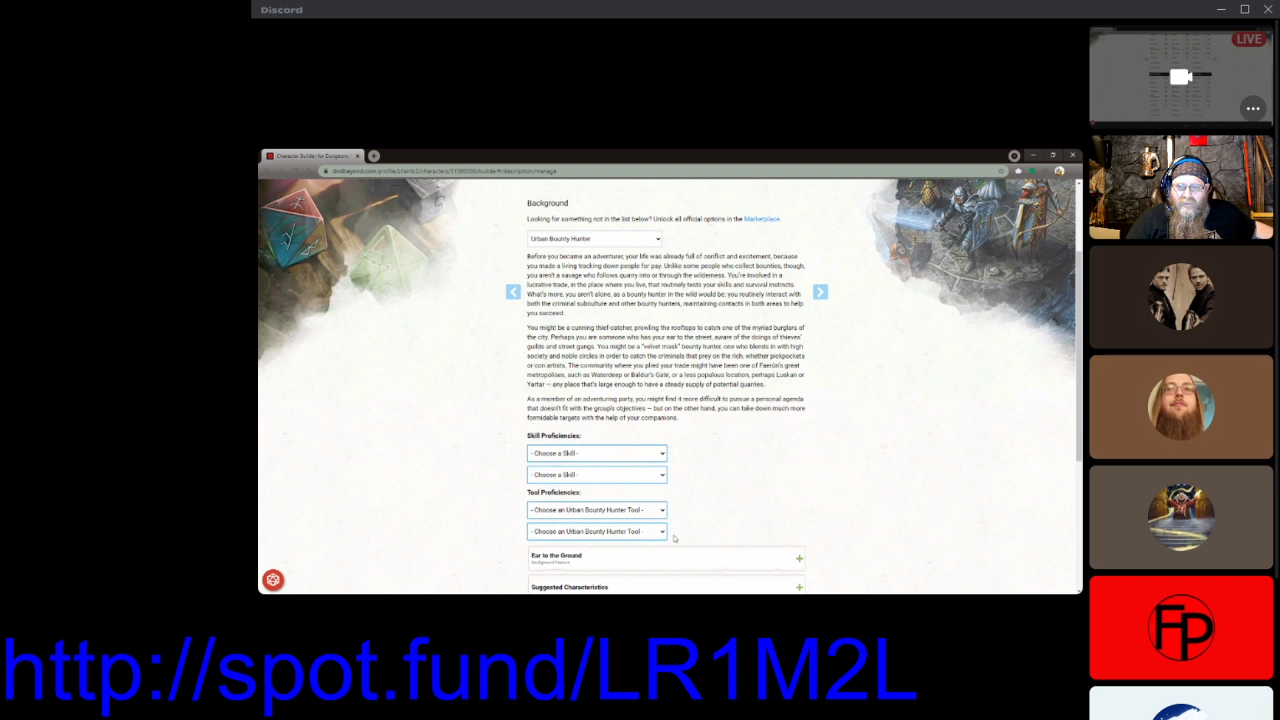 Discord
LIVE
Character Builder for Dungeons
Background
Looking for something not in the list below? Unlock all official options in the Marketplace.
Urban Bounty Hunter
Before you became an adventurer, your life was already full of conflict and excitement, because
you made a living tracking down people for pay. Unlike some people who collect bounties, though,
you aren't a savage who follows quarry into or through the wilderness. You're involved in a
lucrative trade, in the place where you live, that routinely tests your skills and survival instincts.
What's more, you aren't alone, as a bounty hunter in the wild would be: you routinely interact with
both the criminal subculture and other bounty hunters, maintaining contacts in both areas to help
you succeed.
You might be a cunning thief-catcher, prowling the rooftops to catch one of the myriad burglars of
the city. Perhaps you are someone who has your ear to the street, aware of the doings of thieves'
guilds and street gangs. You might be a "velvet mask" bounty hunter, one who blends in with high
society and noble circles in order to catch the criminals that prey on the rich, whether pickpockets
or con artists. The community where you plied your trade might have been one of Faerûn's great
metropolises, such as Waterdeep or Baldur's Gate, or a less populous location, perhaps Luskan or
Yartar — any place that's large enough to have a steady supply of potential quarries.
As a member of an adventuring party, you might find it more difficult to pursue a personal agenda
that doesn't fit with the group's objectives — but on the other hand, you can take down much more
formidable targets with the help of your companions.
Skill Proficiencies:
- Choose a Skill -
- Choose a Skill -
Tool Proficiencies:
- Choose an Urban Bounty Hunter Tool -
- Choose an Urban Bounty Hunter Tool -
Ear to the Ground
Background Feature
Suggested Characteristics
FP
http://spot.fund/LR1M2L